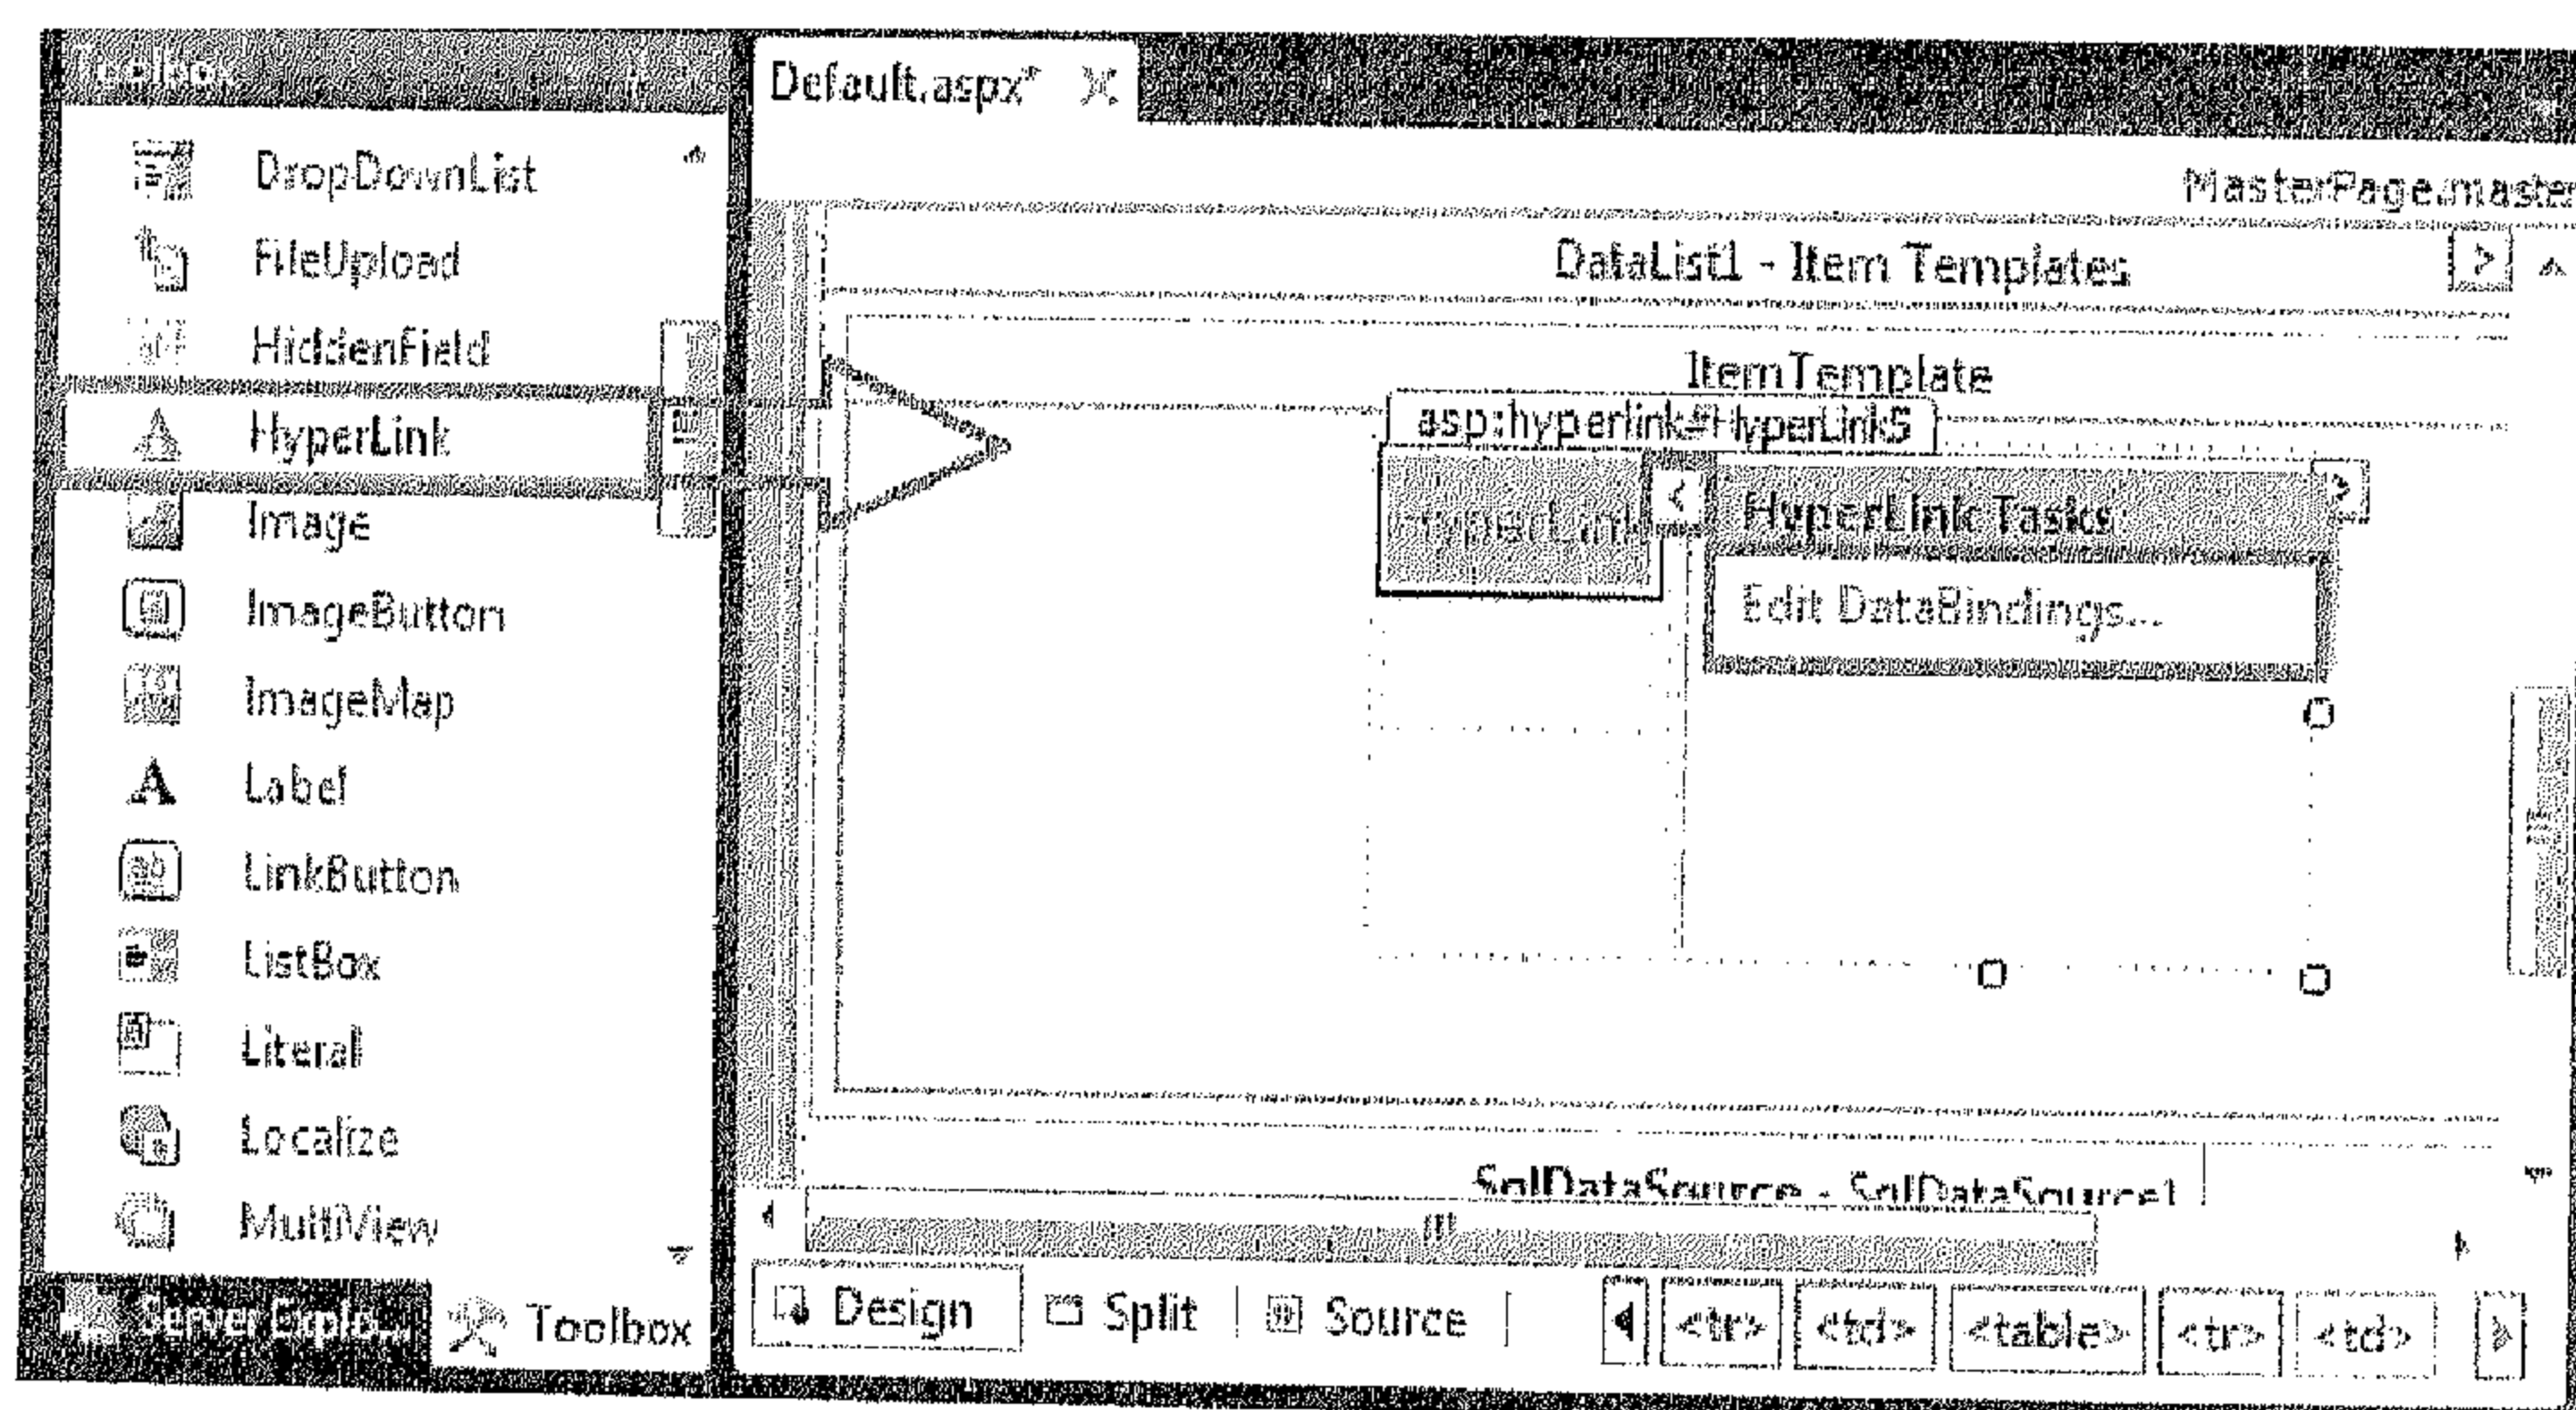 Toolbox
DropDownList
FileUpload
HiddenField
HyperLink
Image
ImageButton
ImageMap
Label
LinkButton
ListBox
Literal
Localize
MultiView
Server Explorer
Toolbox
Default.aspx*
MasterPage.master
DataList1 - Item Templates
ItemTemplate
asp:hyperlink#HyperLink5
HyperLink
HyperLink Tasks
Edit DataBindings...
SqlDataSource - SqlDataSource1
Design
Split
Source
<tr> <td> <table> <tr> <td>